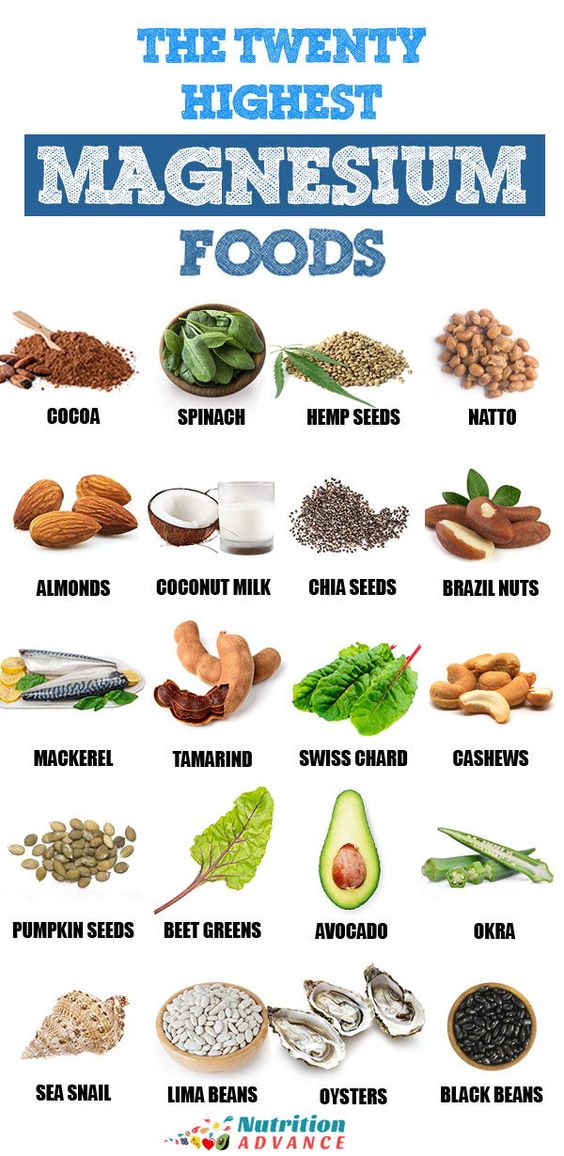 THE TWENTY
HIGHEST
MAGNESIUM
FOODS
COCOA
SPINACH
HEMP SEEDS
NATTO
ALMONDS
COCONUT MILK
CHIA SEEDS
BRAZIL NUTS
MACKEREL
TAMARIND
SWISS CHARD
CASHEWS
PUMPKIN SEEDS
BEET GREENS
AVOCADO
OKRA
SEA SNAIL
LIMA BEANS
OYSTERS
BLACK BEANS
Nutrition
ADVANCE